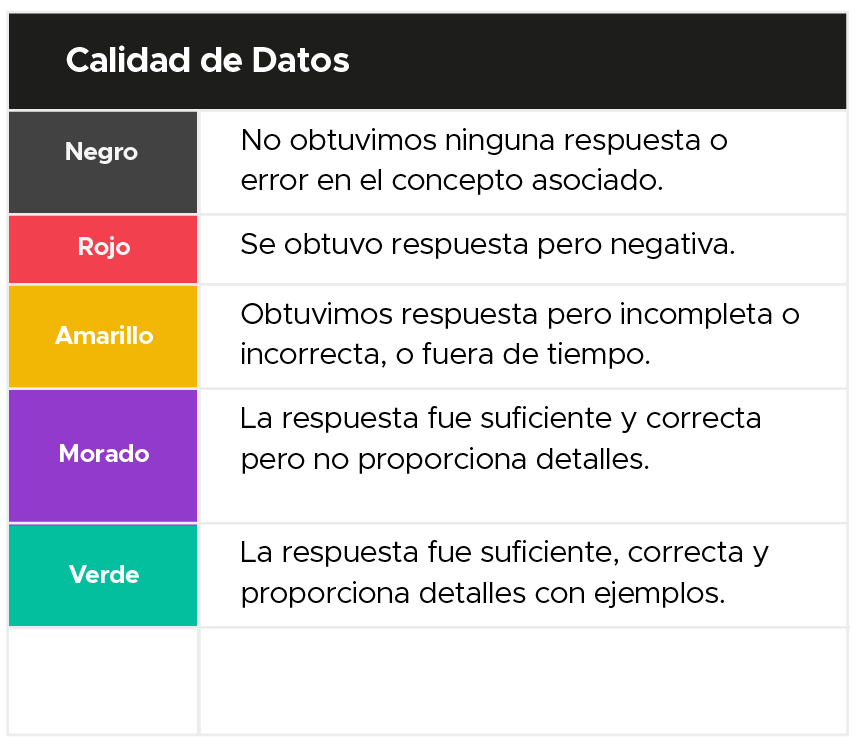 Calidad de Datos
Negro
No obtuvimos ninguna respuesta o
error en el concepto asociado.
Rojo
Se obtuvo respuesta pero negativa.
Amarillo
Obtuvimos respuesta pero incompleta o
incorrecta, o fuera de tiempo.
Morado
La respuesta fue suficiente y correcta
pero no proporciona detalles.
Verde
La respuesta fue suficiente, correcta y
proporciona detalles con ejemplos.